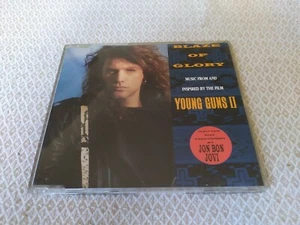 BLAZE
OF
GLORY
MUSIC FROM AND
INSPIRED BY THE FILM
YOUNG GUNS II
JON BON
JOVI